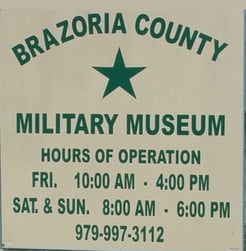 BRAZORIA COUNTY
MILITARY MUSEUM
HOURS OF OPERATION
FRI. 10:00 AM - 4:00 PM
SAT. & SUN. 8:00 AM - 6:00 PM
979-997-3112